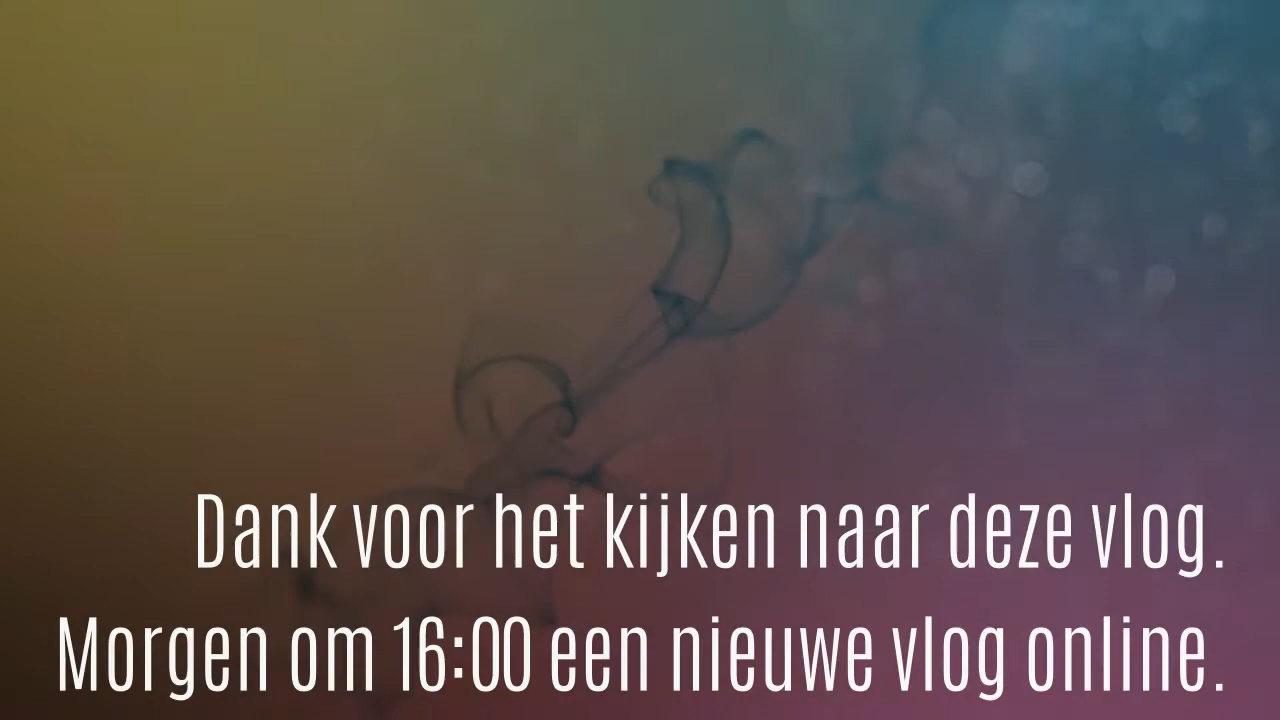 Dank voor het kijken naar deze vlog.
Morgen om 16:00 een nieuwe vlog online.